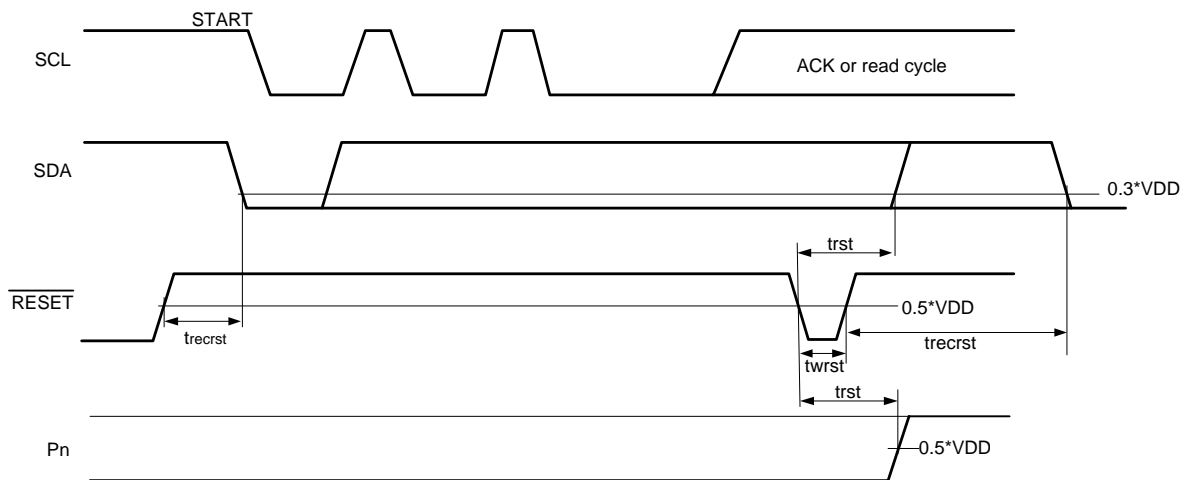 START
SCL
ACK or read cycle
SDA
0.3*VDD
trst
RESET
0.5*VDD
trecrst
trecrst
twrst
trst
Pn
0.5*VDD